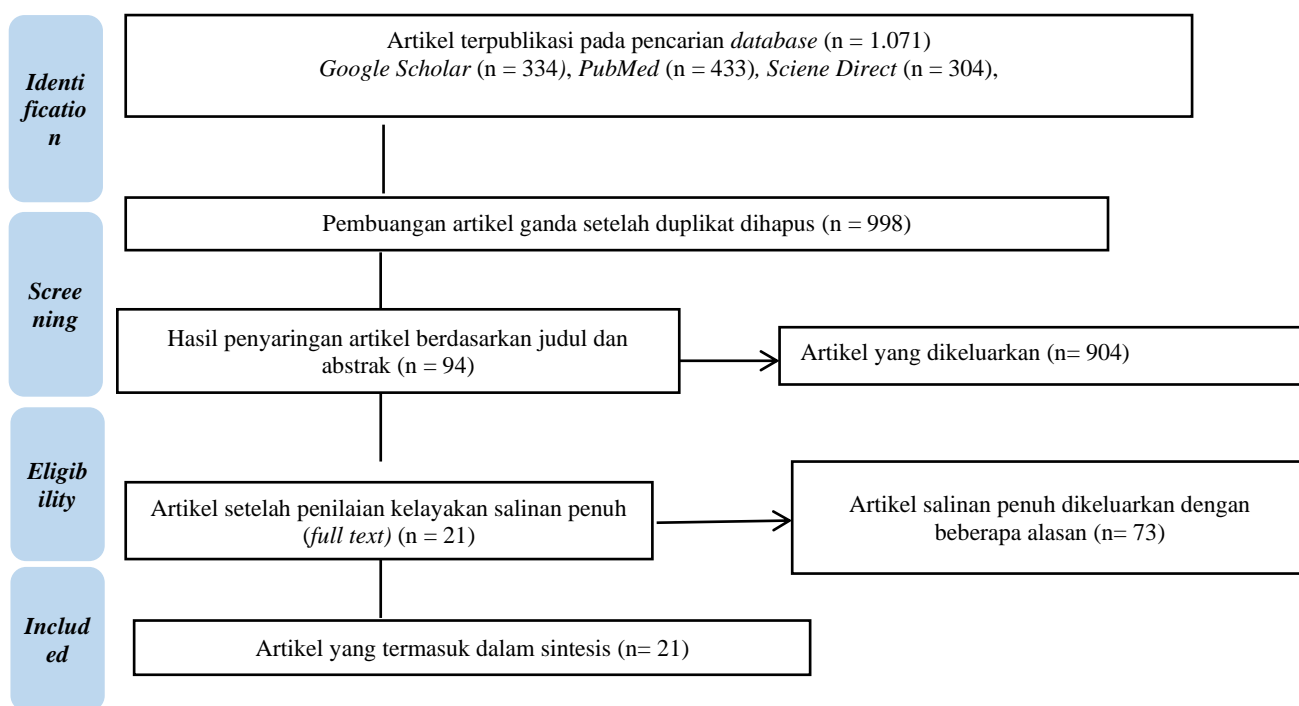 Identi
ficatio
n
Artikel terpublikasi pada pencarian database (n = 1.071)
Google Scholar (n = 334), PubMed (n = 433), Sciene Direct (n = 304),
Scree
ning
Pembuangan artikel ganda setelah duplikat dihapus (n = 998)
Hasil penyaringan artikel berdasarkan judul dan
abstrak (n = 94)
Artikel yang dikeluarkan (n= 904)
Eligib
ility
Artikel setelah penilaian kelayakan salinan penuh
(full text) (n = 21)
Artikel salinan penuh dikeluarkan dengan
beberapa alasan (n= 73)
Includ
ed
Artikel yang termasuk dalam sintesis (n= 21)